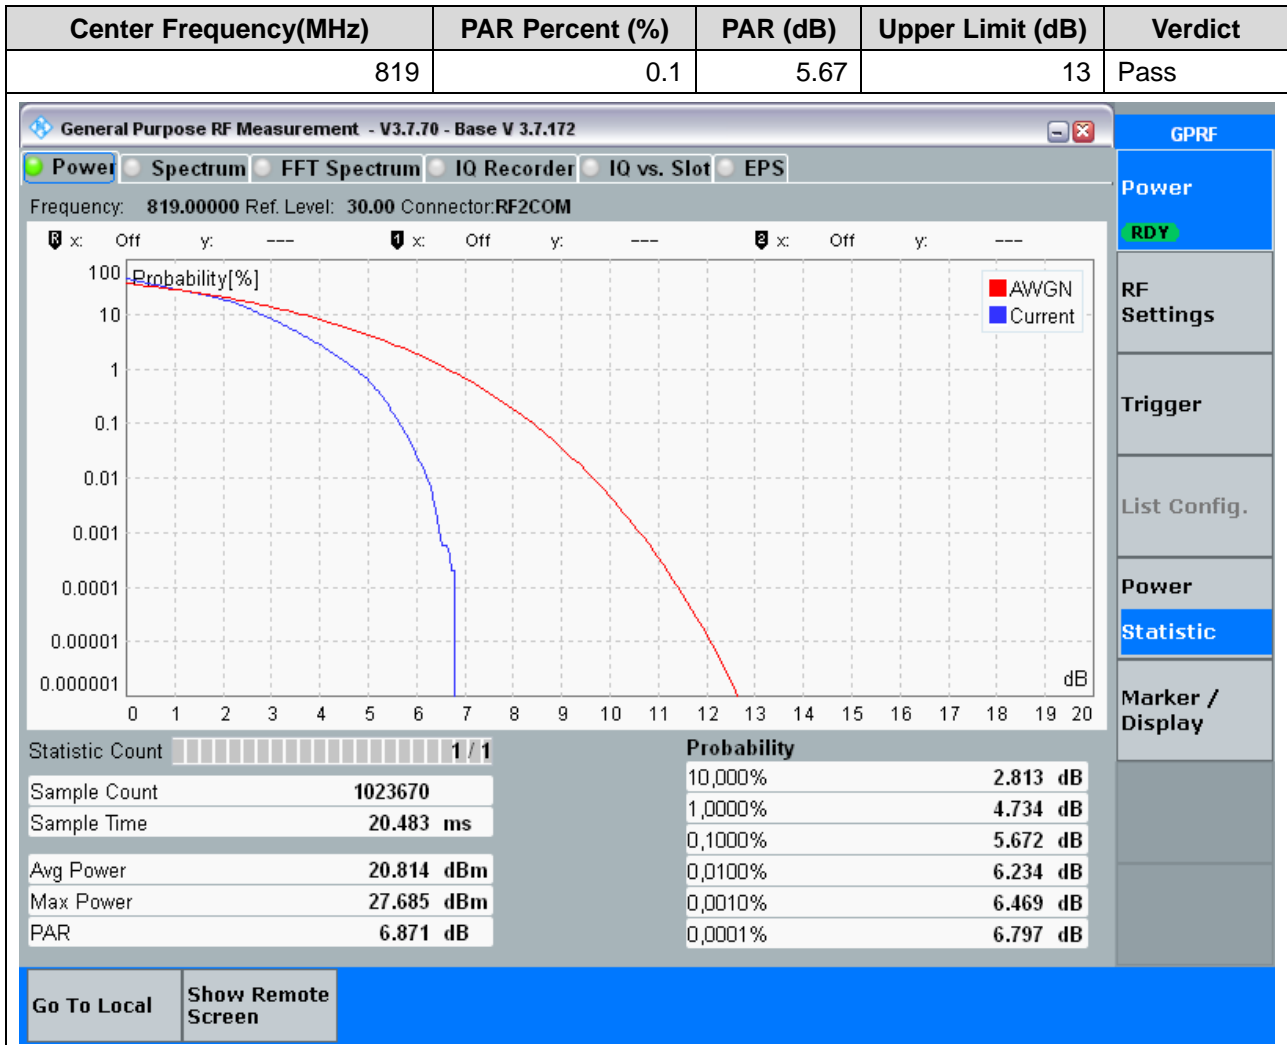 Center Frequency(MHz) PAR Percent (%) PAR (dB) Upper Limit (dB) Verdict
819 0.1 5.67 13 Pass
General Purpose RF Measurement - V3.7.70 - Base V 3.7.172
GPRF
Power Spectrum FFT Spectrum IQ Recorder IQ vs. Slot EPS
Power
RDY
Frequency: 819.00000 Ref. Level: 30.00 Connector:RF2COM
R x: Off y: --- 1 x: Off y: --- 2 x: Off y: ---
Probability[%]
AWGN
Current
100
10
1
0.1
0.01
0.001
0.0001
0.00001
0.000001
dB
0 1 2 3 4 5 6 7 8 9 10 11 12 13 14 15 16 17 18 19 20
RF
Settings
Trigger
List Config.
Power
Statistic
Marker /
Display
Statistic Count 1 / 1
Sample Count 1023670
Sample Time 20.483 ms
Avg Power 20.814 dBm
Max Power 27.685 dBm
PAR 6.871 dB
Probability
10,000% 2.813 dB
1,0000% 4.734 dB
0,1000% 5.672 dB
0,0100% 6.234 dB
0,0010% 6.469 dB
0,0001% 6.797 dB
Go To Local
Show Remote
Screen